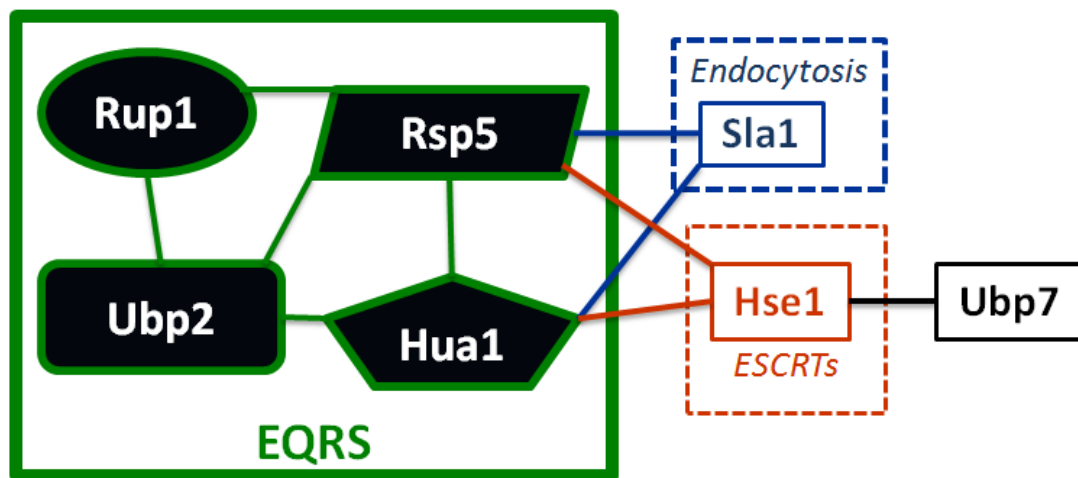 Rup1
Rsp5
Ubp2
Hua1
EQRS
Endocytosis
Sla1
Hse1
ESCRTs
Ubp7